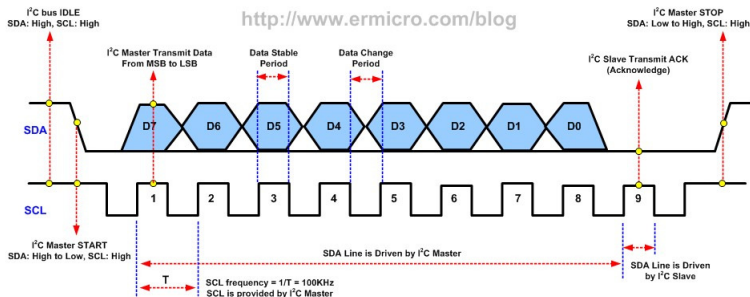 http://www.ermicro.com/blog
I²C bus IDLE
SDA: High, SCL: High
I²C Master STOP
SDA: Low to High, SCL: High
I²C Master Transmit Data
From MSB to LSB
Data Stable
Period
Data Change
Period
I²C Slave Transmit ACK
(Acknowledge)
SDA
D7 D6 D5 D4 D3 D2 D1 D0
SCL
1 2 3 4 5 6 7 8 9
I²C Master START
SDA: High to Low, SCL: High
SDA Line is Driven by I²C Master
SDA Line is Driven
by I²C Slave
T
SCL frequency = 1/T = 100KHz
SCL is provided by I²C Master